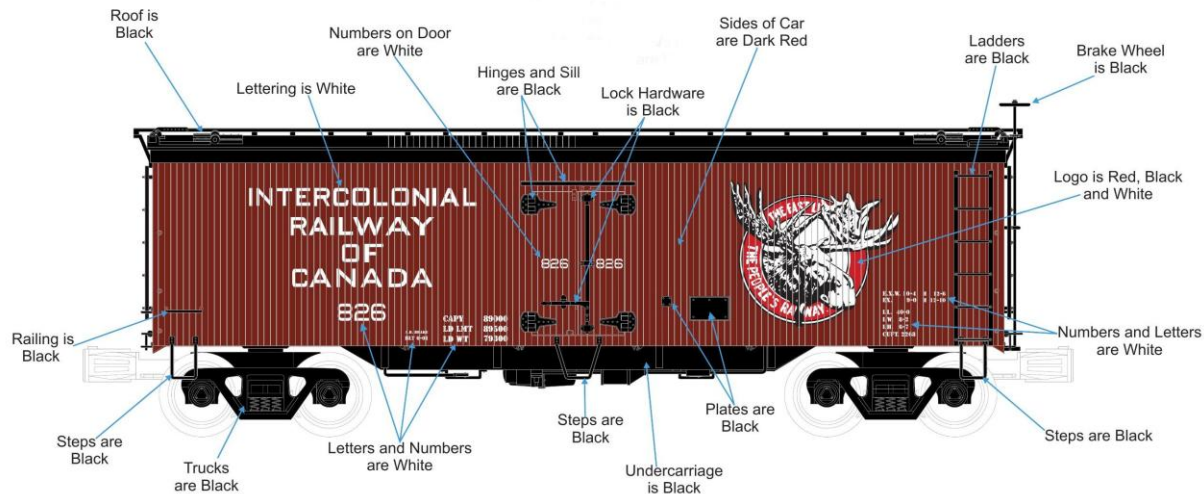 Roof is
Black
Numbers on Door
are White
Sides of Car
are Dark Red
Ladders
are Black
Brake Wheel
is Black
Lettering is White
Hinges and Sill
are Black
Lock Hardware
is Black
Logo is Red, Black
and White
INTERCOLONIAL
RAILWAY
OF
CANADA
826
826 826
THE PEOPLE'S RAILWAY
CAPY 89000
LD LMT 89500
LD WT 79300
Railing is
Black
Numbers and Letters
are White
Steps are
Black
Trucks
are Black
Letters and Numbers
are White
Steps are
Black
Undercarriage
is Black
Plates are
Black
Steps are Black